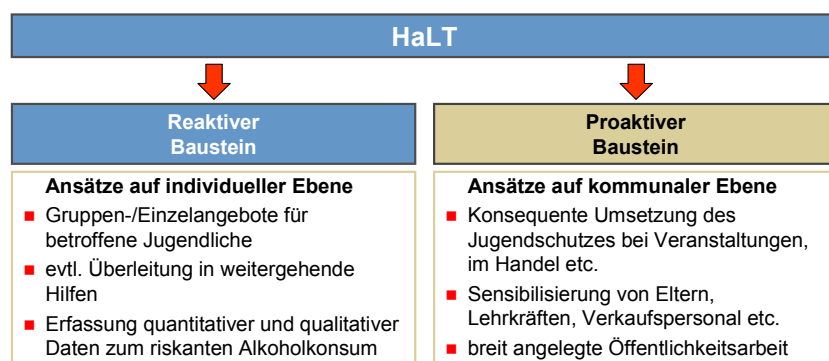 HaLT
Reaktiver
Baustein
Ansätze auf individueller Ebene
Gruppen-/Einzelangebote für
betroffene Jugendliche
evtl. Überleitung in weitergehende
Hilfen
Erfassung quantitativer und qualitativer
Daten zum riskanten Alkoholkonsum
Proaktiver
Baustein
Ansätze auf kommunaler Ebene
Konsequente Umsetzung des
Jugendschutzes bei Veranstaltungen,
im Handel etc.
Sensibilisierung von Eltern,
Lehrkräften, Verkaufspersonal etc.
breit angelegte Öffentlichkeitsarbeit